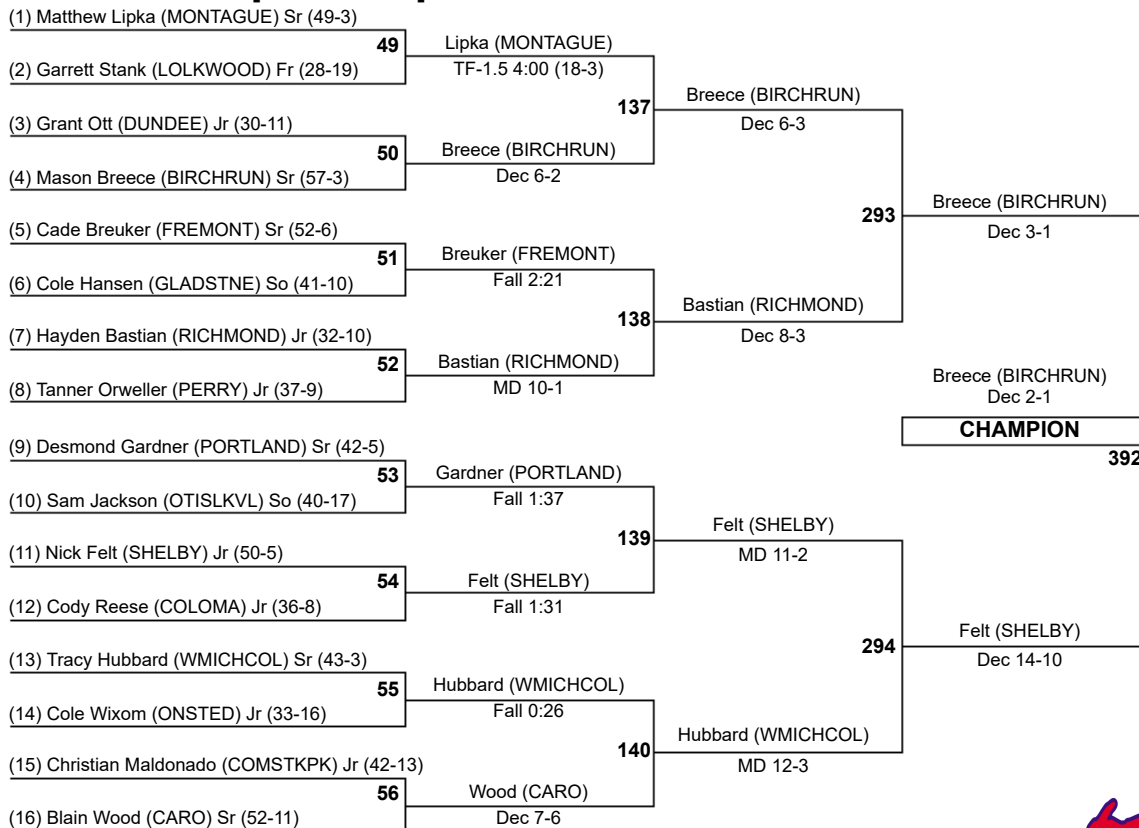 (1) Matthew Lipka (MONTAGUE) Sr (49-3)
49
(2) Garrett Stank (LOLKWOOD) Fr (28-19)
Lipka (MONTAGUE)
TF-1.5 4:00 (18-3)
137
(3) Grant Ott (DUNDEE) Jr (30-11)
50
(4) Mason Breece (BIRCHRUN) Sr (57-3)
Breece (BIRCHRUN)
Dec 6-2
Breece (BIRCHRUN)
Dec 6-3
293
(5) Cade Breuker (FREMONT) Sr (52-6)
51
(6) Cole Hansen (GLADSTNE) So (41-10)
Breuker (FREMONT)
Fall 2:21
138
(7) Hayden Bastian (RICHMOND) Jr (32-10)
52
(8) Tanner Orweller (PERRY) Jr (37-9)
Bastian (RICHMOND)
MD 10-1
Bastian (RICHMOND)
Dec 8-3
Breece (BIRCHRUN)
Dec 3-1
Breece (BIRCHRUN)
Dec 2-1
CHAMPION
392
(9) Desmond Gardner (PORTLAND) Sr (42-5)
53
(10) Sam Jackson (OTISLKVL) So (40-17)
Gardner (PORTLAND)
Fall 1:37
139
(11) Nick Felt (SHELBY) Jr (50-5)
54
(12) Cody Reese (COLOMA) Jr (36-8)
Felt (SHELBY)
Fall 1:31
Felt (SHELBY)
MD 11-2
294
(13) Tracy Hubbard (WMICHCOL) Sr (43-3)
55
(14) Cole Wixom (ONSTED) Jr (33-16)
Hubbard (WMICHCOL)
Fall 0:26
140
(15) Christian Maldonado (COMSTKPK) Jr (42-13)
56
(16) Blain Wood (CARO) Sr (52-11)
Wood (CARO)
Dec 7-6
Hubbard (WMICHCOL)
MD 12-3
Felt (SHELBY)
Dec 14-10